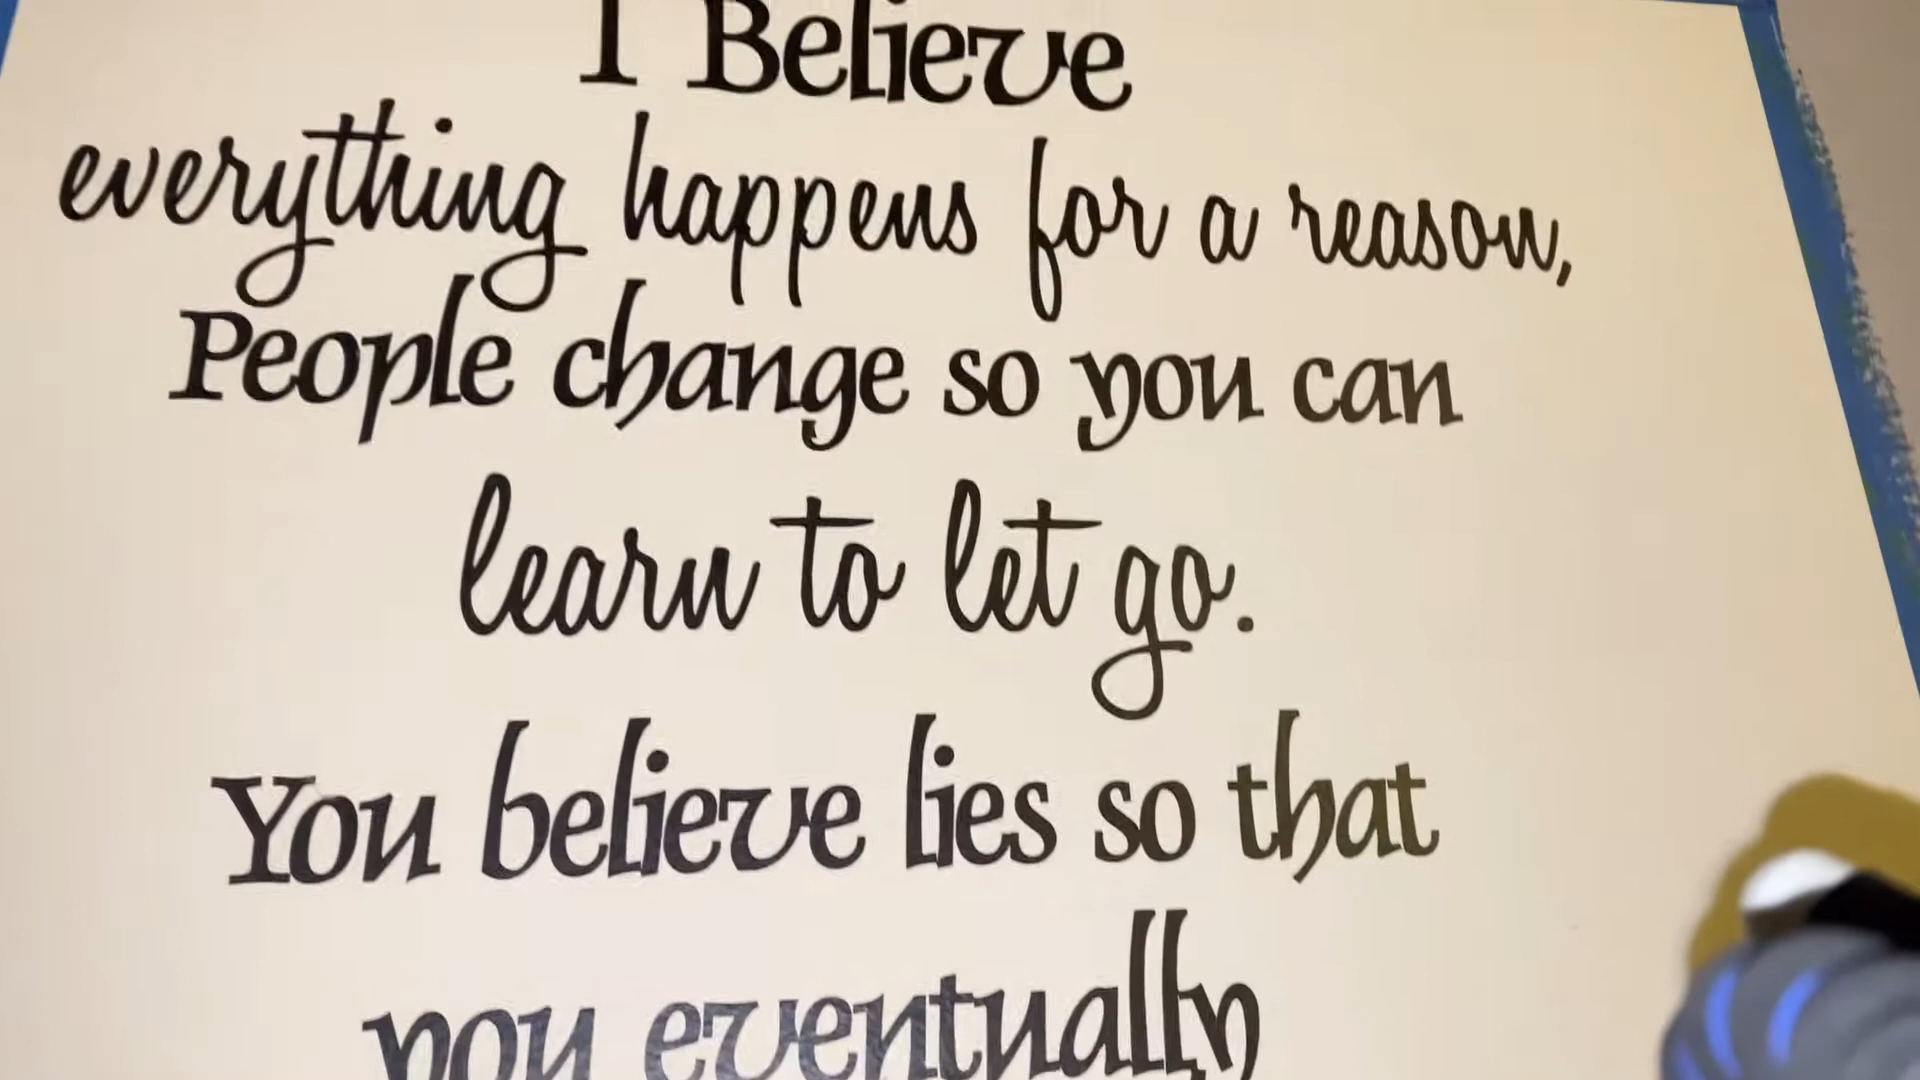 I Believe
everything happens for a reason,
People change so you can
learn to let go.
You believe lies so that
you eventually